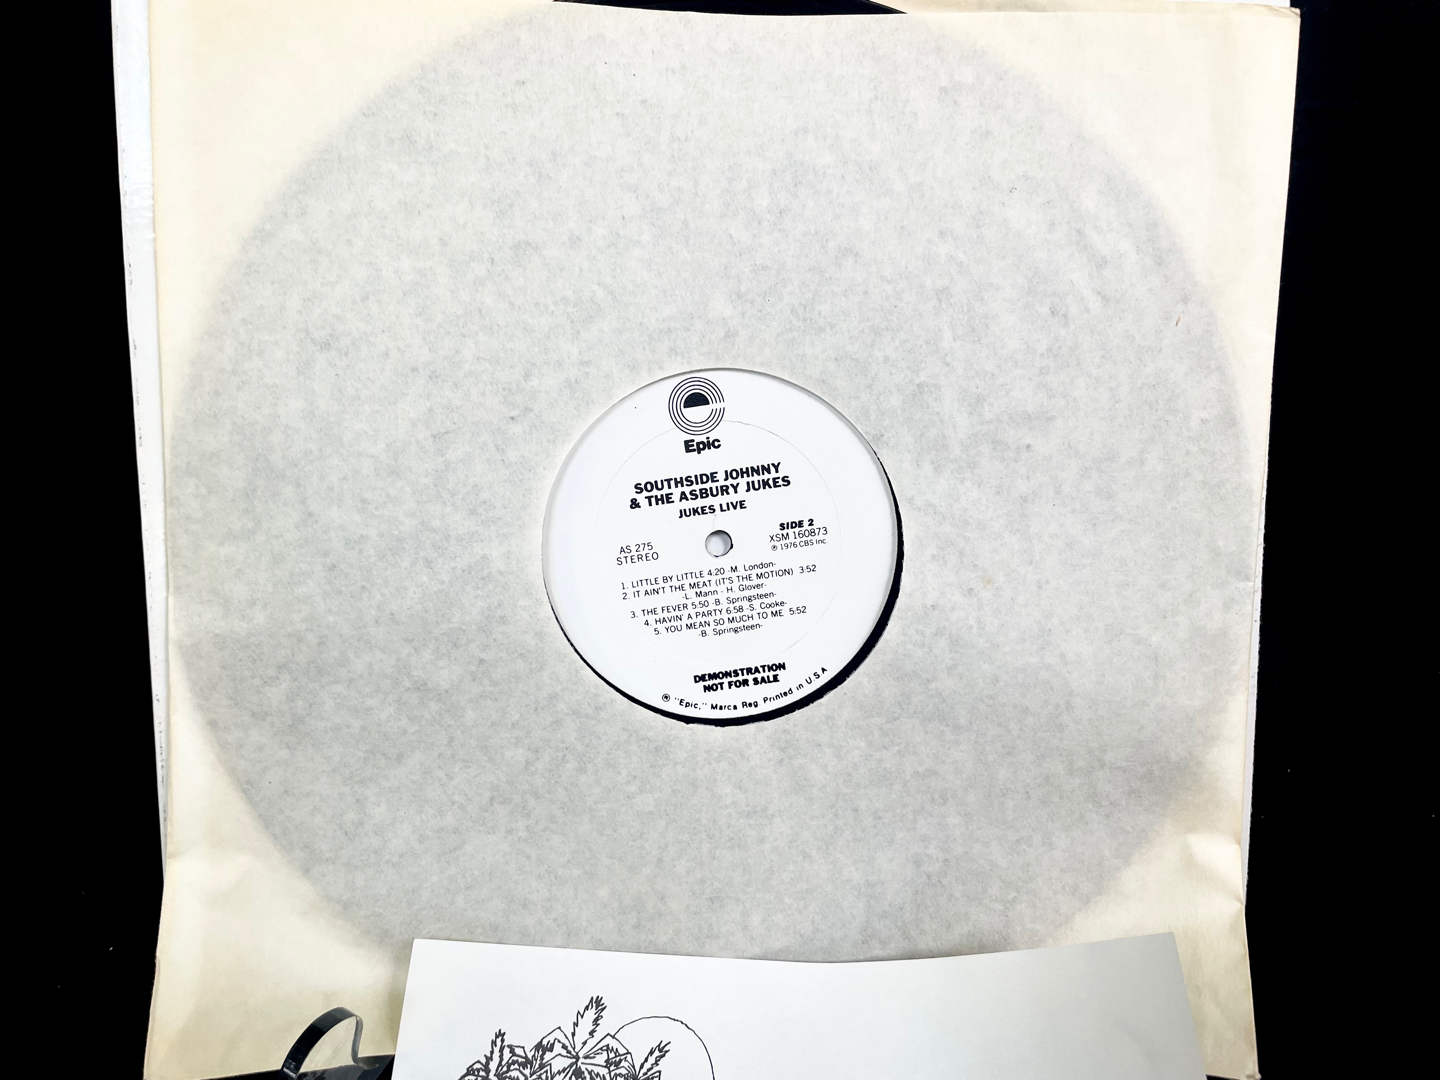 Epic
SOUTHSIDE JOHNNY
& THE ASBURY JUKES
JUKES LIVE
SIDE 2
AS 275
XSM 160873
STEREO
℗ 1976 CBS Inc.
1. LITTLE BY LITTLE 4:20 -M. London-
2. IT AIN'T THE MEAT (IT'S THE MOTION) 3:52
-L. Mann - H. Glover-
3. THE FEVER 5:50 -B. Springsteen-
4. HAVIN' A PARTY 6:58 -S. Cooke-
5. YOU MEAN SO MUCH TO ME 5:52
-B. Springsteen-
DEMONSTRATION
NOT FOR SALE
® "Epic," Marca Reg. Printed in U.S.A